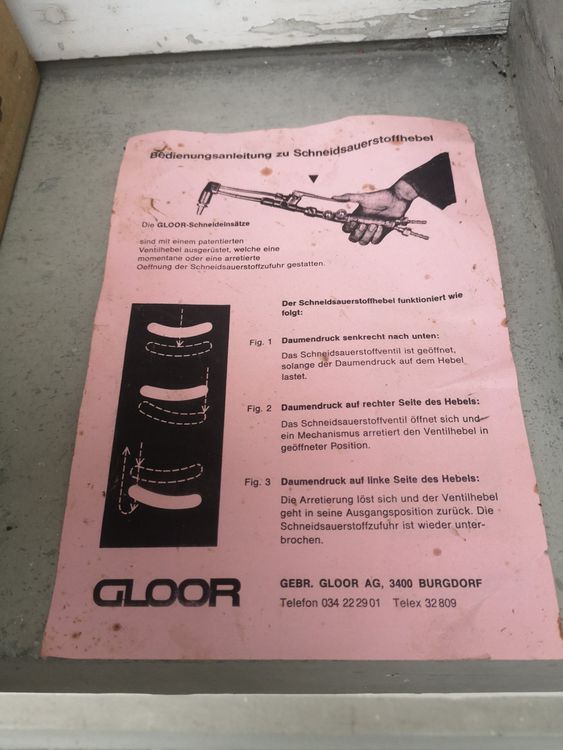 Bedienungsanleitung zu Schneidsauerstoffhebel
Die GLOOR-Schneideinsätze
sind mit einem patentierten
Ventilhebel ausgerüstet, welche eine
momentane oder eine arretierte
Oeffnung der Schneidsauerstoffzufuhr gestatten.
Der Schneidsauerstoffhebel funktioniert wie
folgt:
Fig. 1 Daumendruck senkrecht nach unten:
Das Schneidsauerstoffventil ist geöffnet,
solange der Daumendruck auf dem Hebel
lastet.
Fig. 2 Daumendruck auf rechter Seite des Hebels:
Das Schneidsauerstoffventil öffnet sich und
ein Mechanismus arretiert den Ventilhebel in
geöffneter Position.
Fig. 3 Daumendruck auf linke Seite des Hebels:
Die Arretierung löst sich und der Ventilhebel
geht in seine Ausgangsposition zurück. Die
Schneidsauerstoffzufuhr ist wieder unter-
brochen.
GLOOR
GEBR. GLOOR AG, 3400 BURGDORF
Telefon 034 22 29 01 Telex 32 809